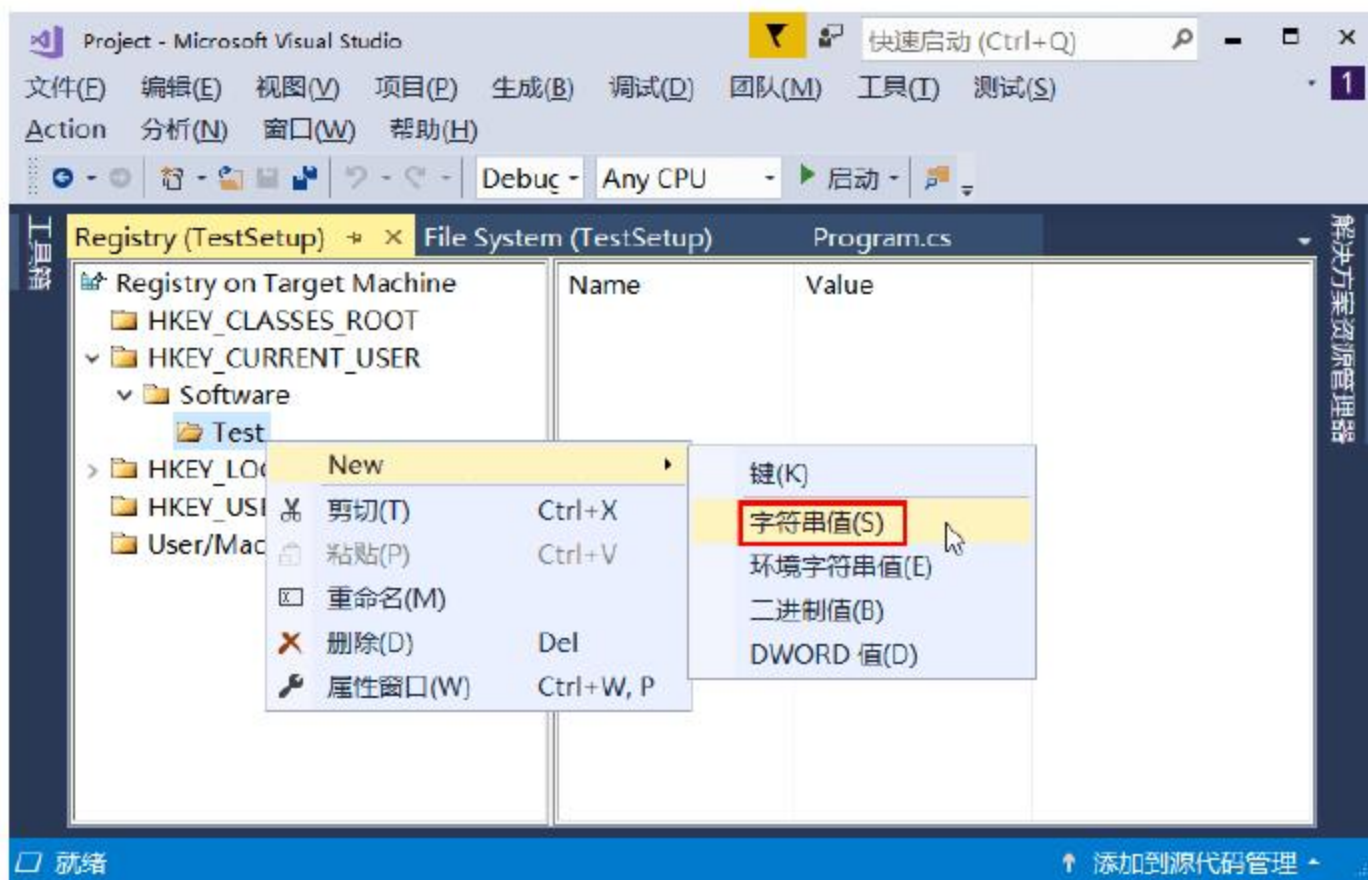 Project - Microsoft Visual Studio 快速启动 (Ctrl+Q)
文件(F) 编辑(E) 视图(V) 项目(P) 生成(B) 调试(D) 团队(M) 工具(T) 测试(S) 1
Action 分析(N) 窗口(W) 帮助(H)
Debug Any CPU 启动
工具箱
Registry (TestSetup) File System (TestSetup) Program.cs
Registry on Target Machine
HKEY_CLASSES_ROOT
HKEY_CURRENT_USER
Software
Test
HKEY_LOC
HKEY_USE
User/Mac
Name Value
New
剪切(T) Ctrl+X
粘贴(P) Ctrl+V
重命名(M)
删除(D) Del
属性窗口(W) Ctrl+W, P
键(K)
字符串值(S)
环境字符串值(E)
二进制值(B)
DWORD 值(D)
解决方案资源管理器
就绪 添加到源代码管理